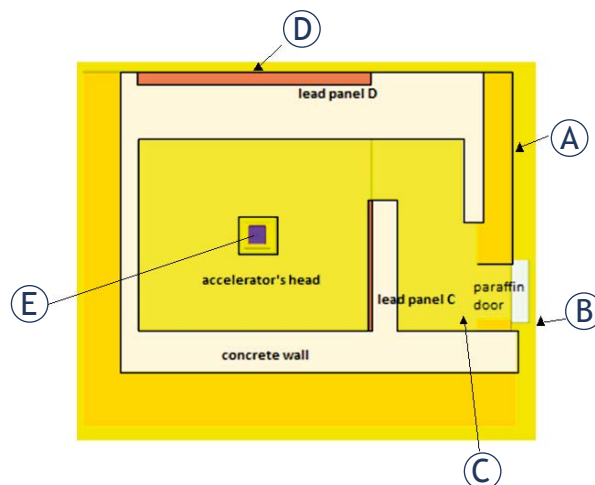 D
lead panel D
A
accelerator's head
E
lead panel C
paraffin
door
B
concrete wall
C